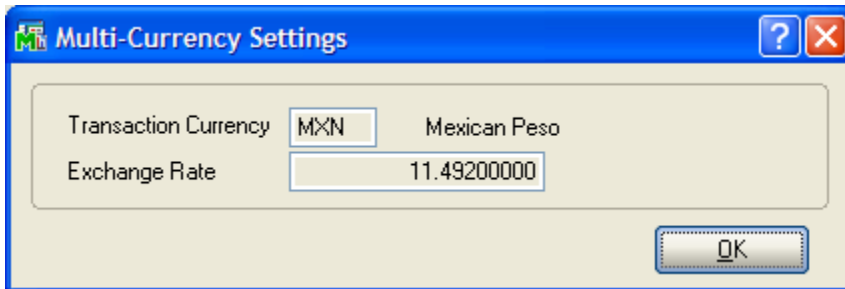 Multi-Currency Settings
Transaction Currency MXN Mexican Peso
Exchange Rate 11.49200000
OK